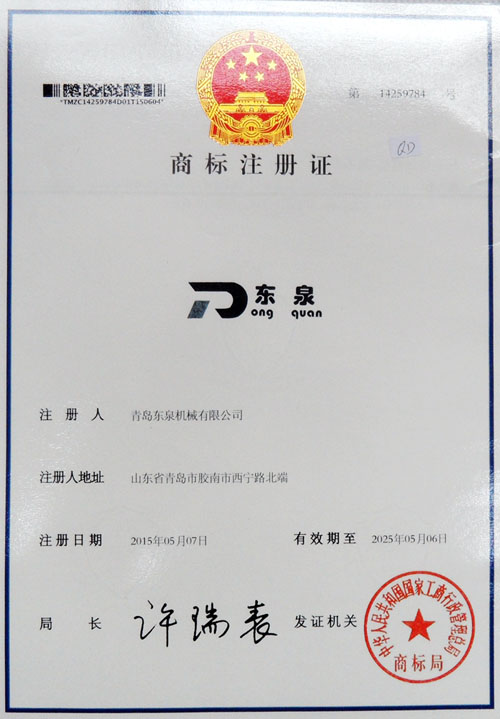 *TMZC14259784D01T150604*
第 14259784 号
QD
商标注册证
东泉
ong quan
注册人 青岛东泉机械有限公司
注册人地址 山东省青岛市胶南市西宁路北端
注册日期 2015年05月07日 有效期至 2025年05月06日
局长 许瑞表 发证机关
中华人民共和国国家工商行政管理总局
商标局